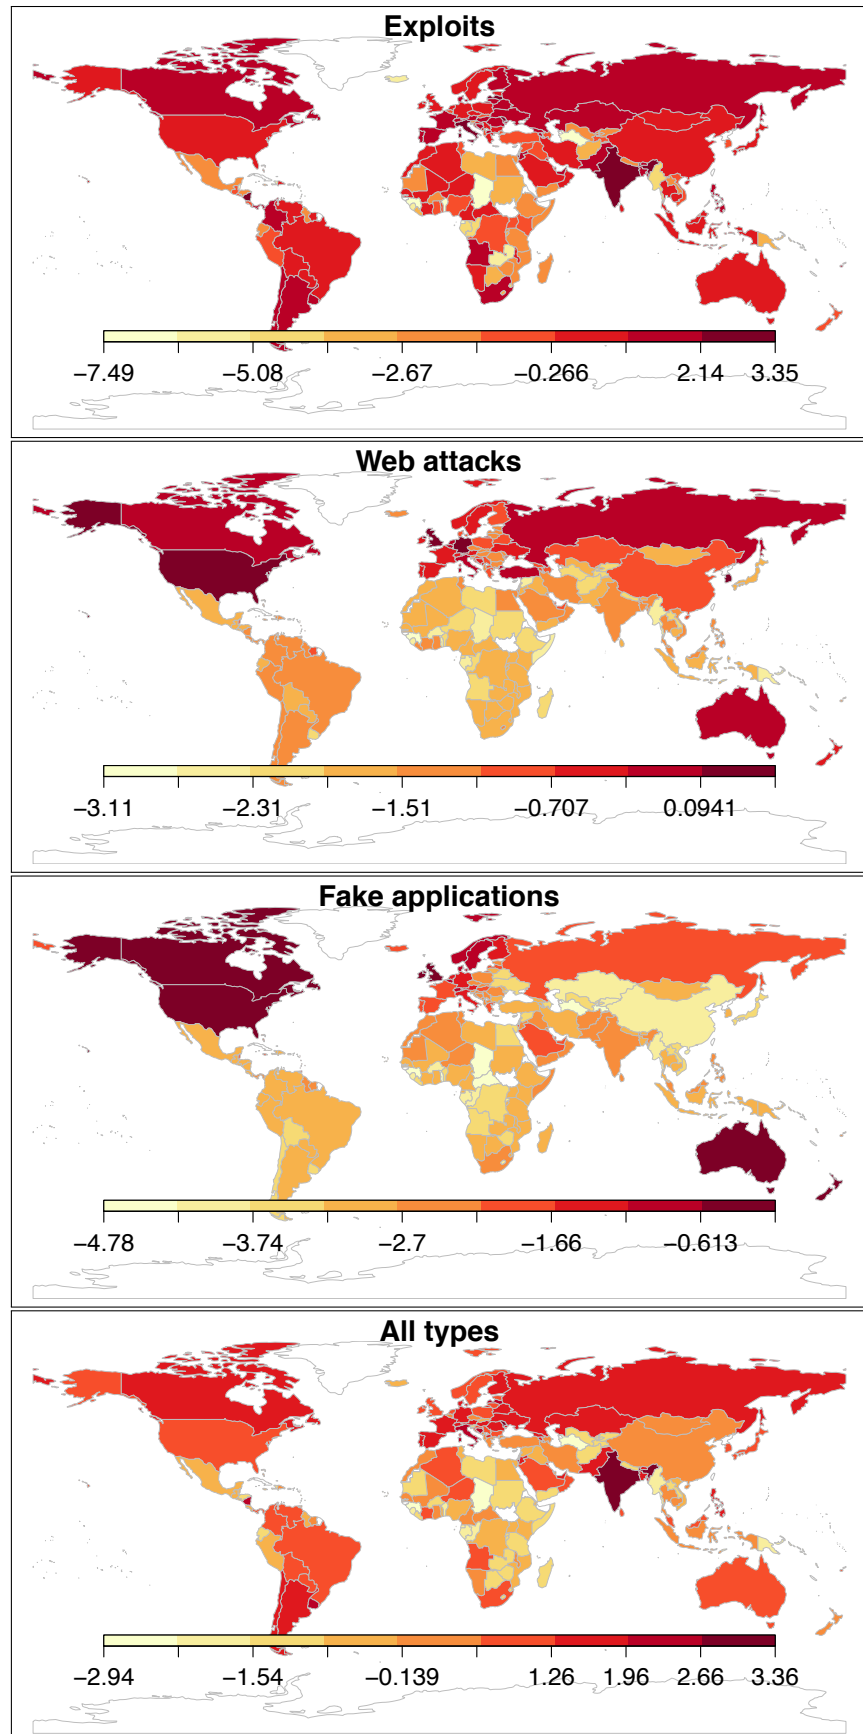 Exploits
−7.49 −5.08 −2.67 −0.266 2.14 3.35
Web attacks
−3.11 −2.31 −1.51 −0.707 0.0941
Fake applications
−4.78 −3.74 −2.7 −1.66 −0.613
All types
−2.94 −1.54 −0.139 1.26 1.96 2.66 3.36